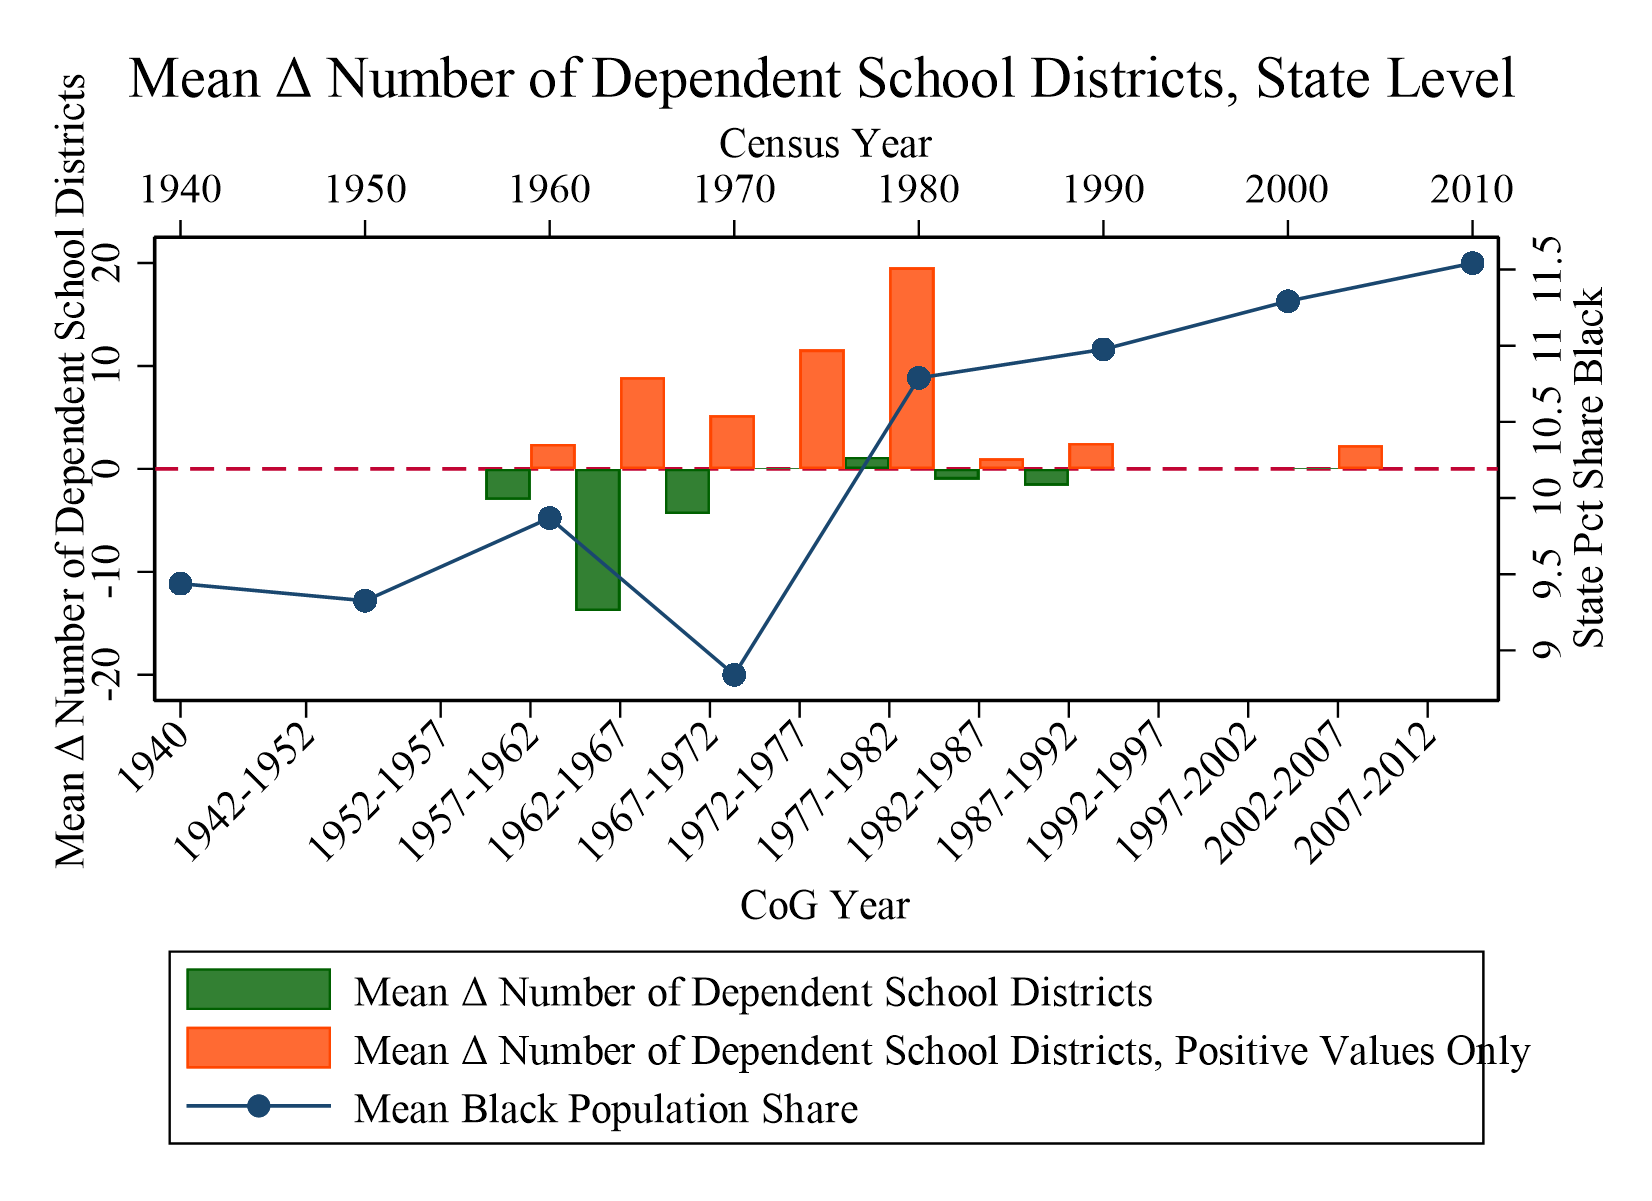 Mean Δ Number of Dependent School Districts, State Level
Census Year
1940 1950 1960 1970 1980 1990 2000 2010
Mean Δ Number of Dependent School Districts
20
10
0
-10
-20
11.5
11
10.5
10
9.5
9
State Pct Share Black
1940 1942-1952 1952-1957 1957-1962 1962-1967 1967-1972 1972-1977 1977-1982 1982-1987 1987-1992 1992-1997 1997-2002 2002-2007 2007-2012
CoG Year
Mean Δ Number of Dependent School Districts
Mean Δ Number of Dependent School Districts, Positive Values Only
Mean Black Population Share